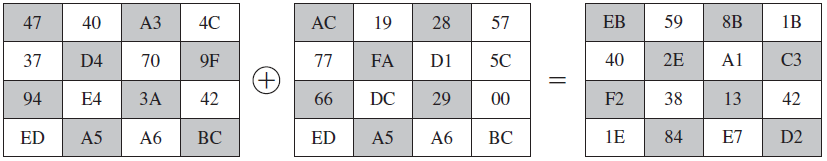 47 40 A3 4C AC 19 28 57 EB 59 8B 1B
37 D4 70 9F 77 FA D1 5C 40 2E A1 C3
⊕ =
94 E4 3A 42 66 DC 29 00 F2 38 13 42
ED A5 A6 BC ED A5 A6 BC 1E 84 E7 D2